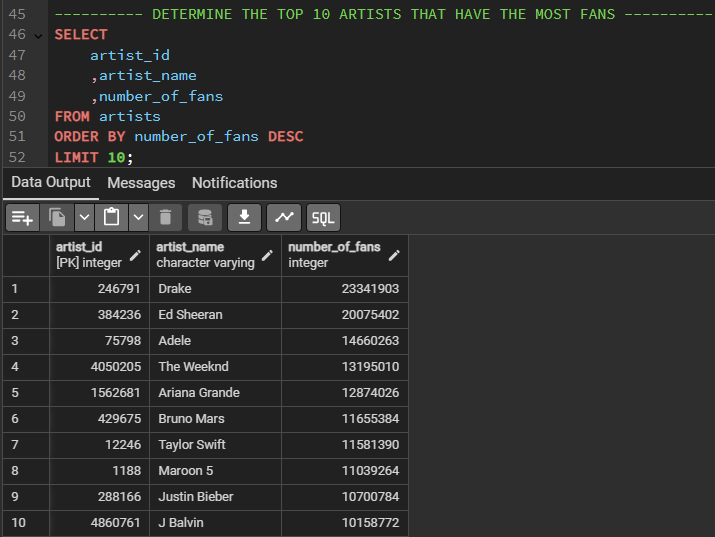 45 ---------- DETERMINE THE TOP 10 ARTISTS THAT HAVE THE MOST FANS ----------
46 SELECT
47 artist_id
48 ,artist_name
49 ,number_of_fans
50 FROM artists
51 ORDER BY number_of_fans DESC
52 LIMIT 10;
Data Output Messages Notifications
SQL
artist_id artist_name number_of_fans
[PK] integer character varying integer
1 246791 Drake 23341903
2 384236 Ed Sheeran 20075402
3 75798 Adele 14660263
4 4050205 The Weeknd 13195010
5 1562681 Ariana Grande 12874026
6 429675 Bruno Mars 11655384
7 12246 Taylor Swift 11581390
8 1188 Maroon 5 11039264
9 288166 Justin Bieber 10700784
10 4860761 J Balvin 10158772